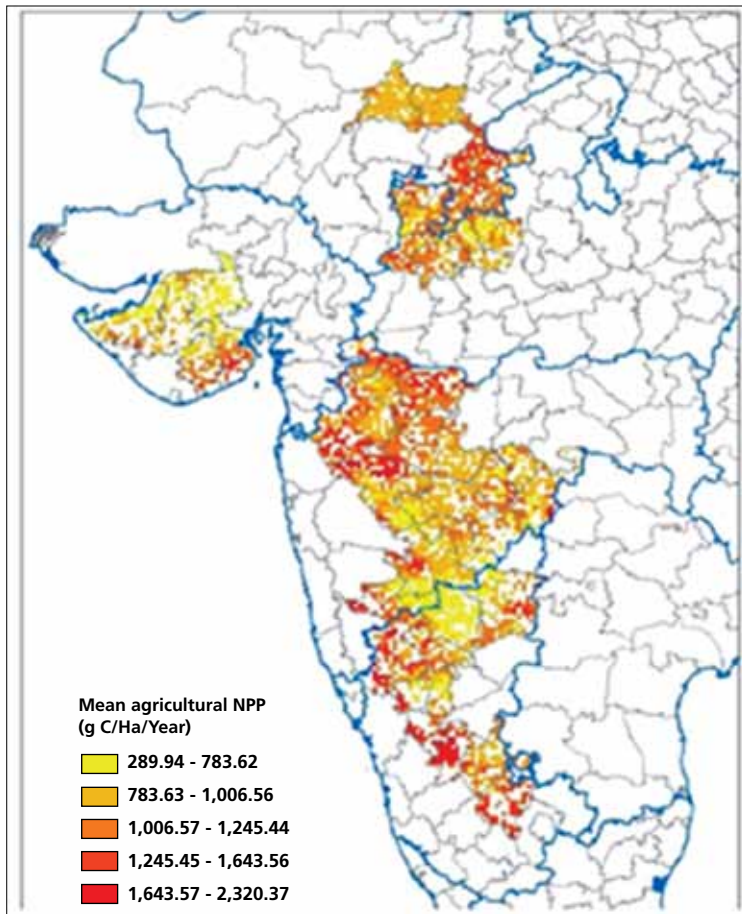 Mean agricultural NPP
(g C/Ha/Year)
289.94 - 783.62
783.63 - 1,006.56
1,006.57 - 1,245.44
1,245.45 - 1,643.56
1,643.57 - 2,320.37